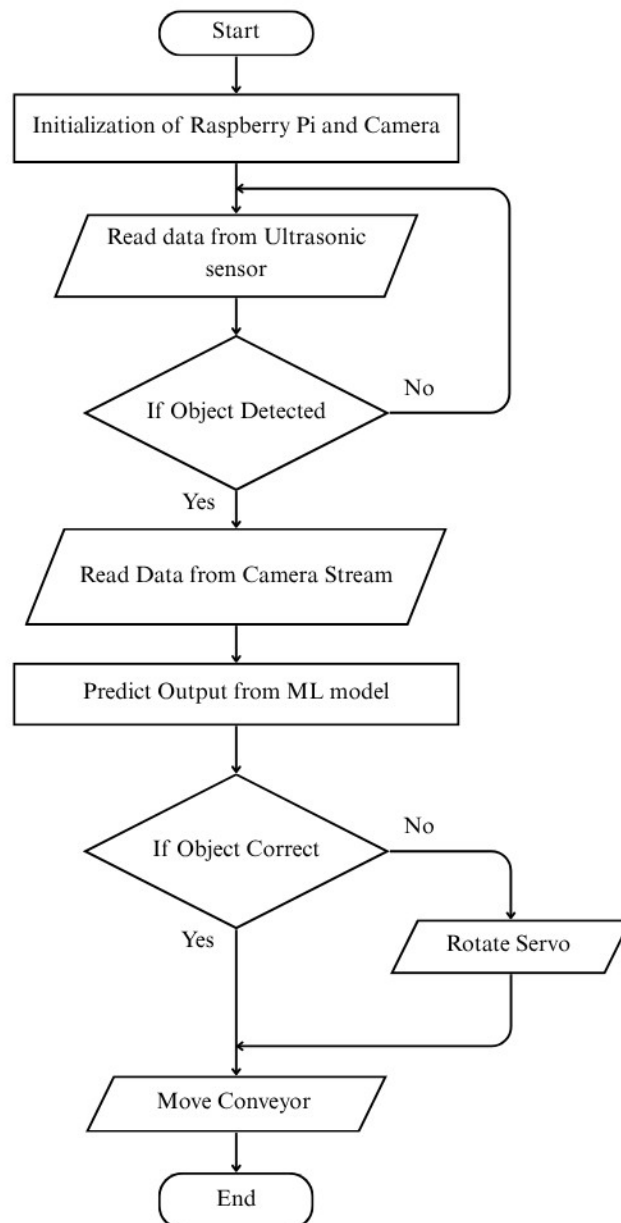 Start
Initialization of Raspberry Pi and Camera
Read data from Ultrasonic
sensor
If Object Detected
No
Yes
Read Data from Camera Stream
Predict Output from ML model
If Object Correct
No
Yes
Rotate Servo
Move Conveyor
End